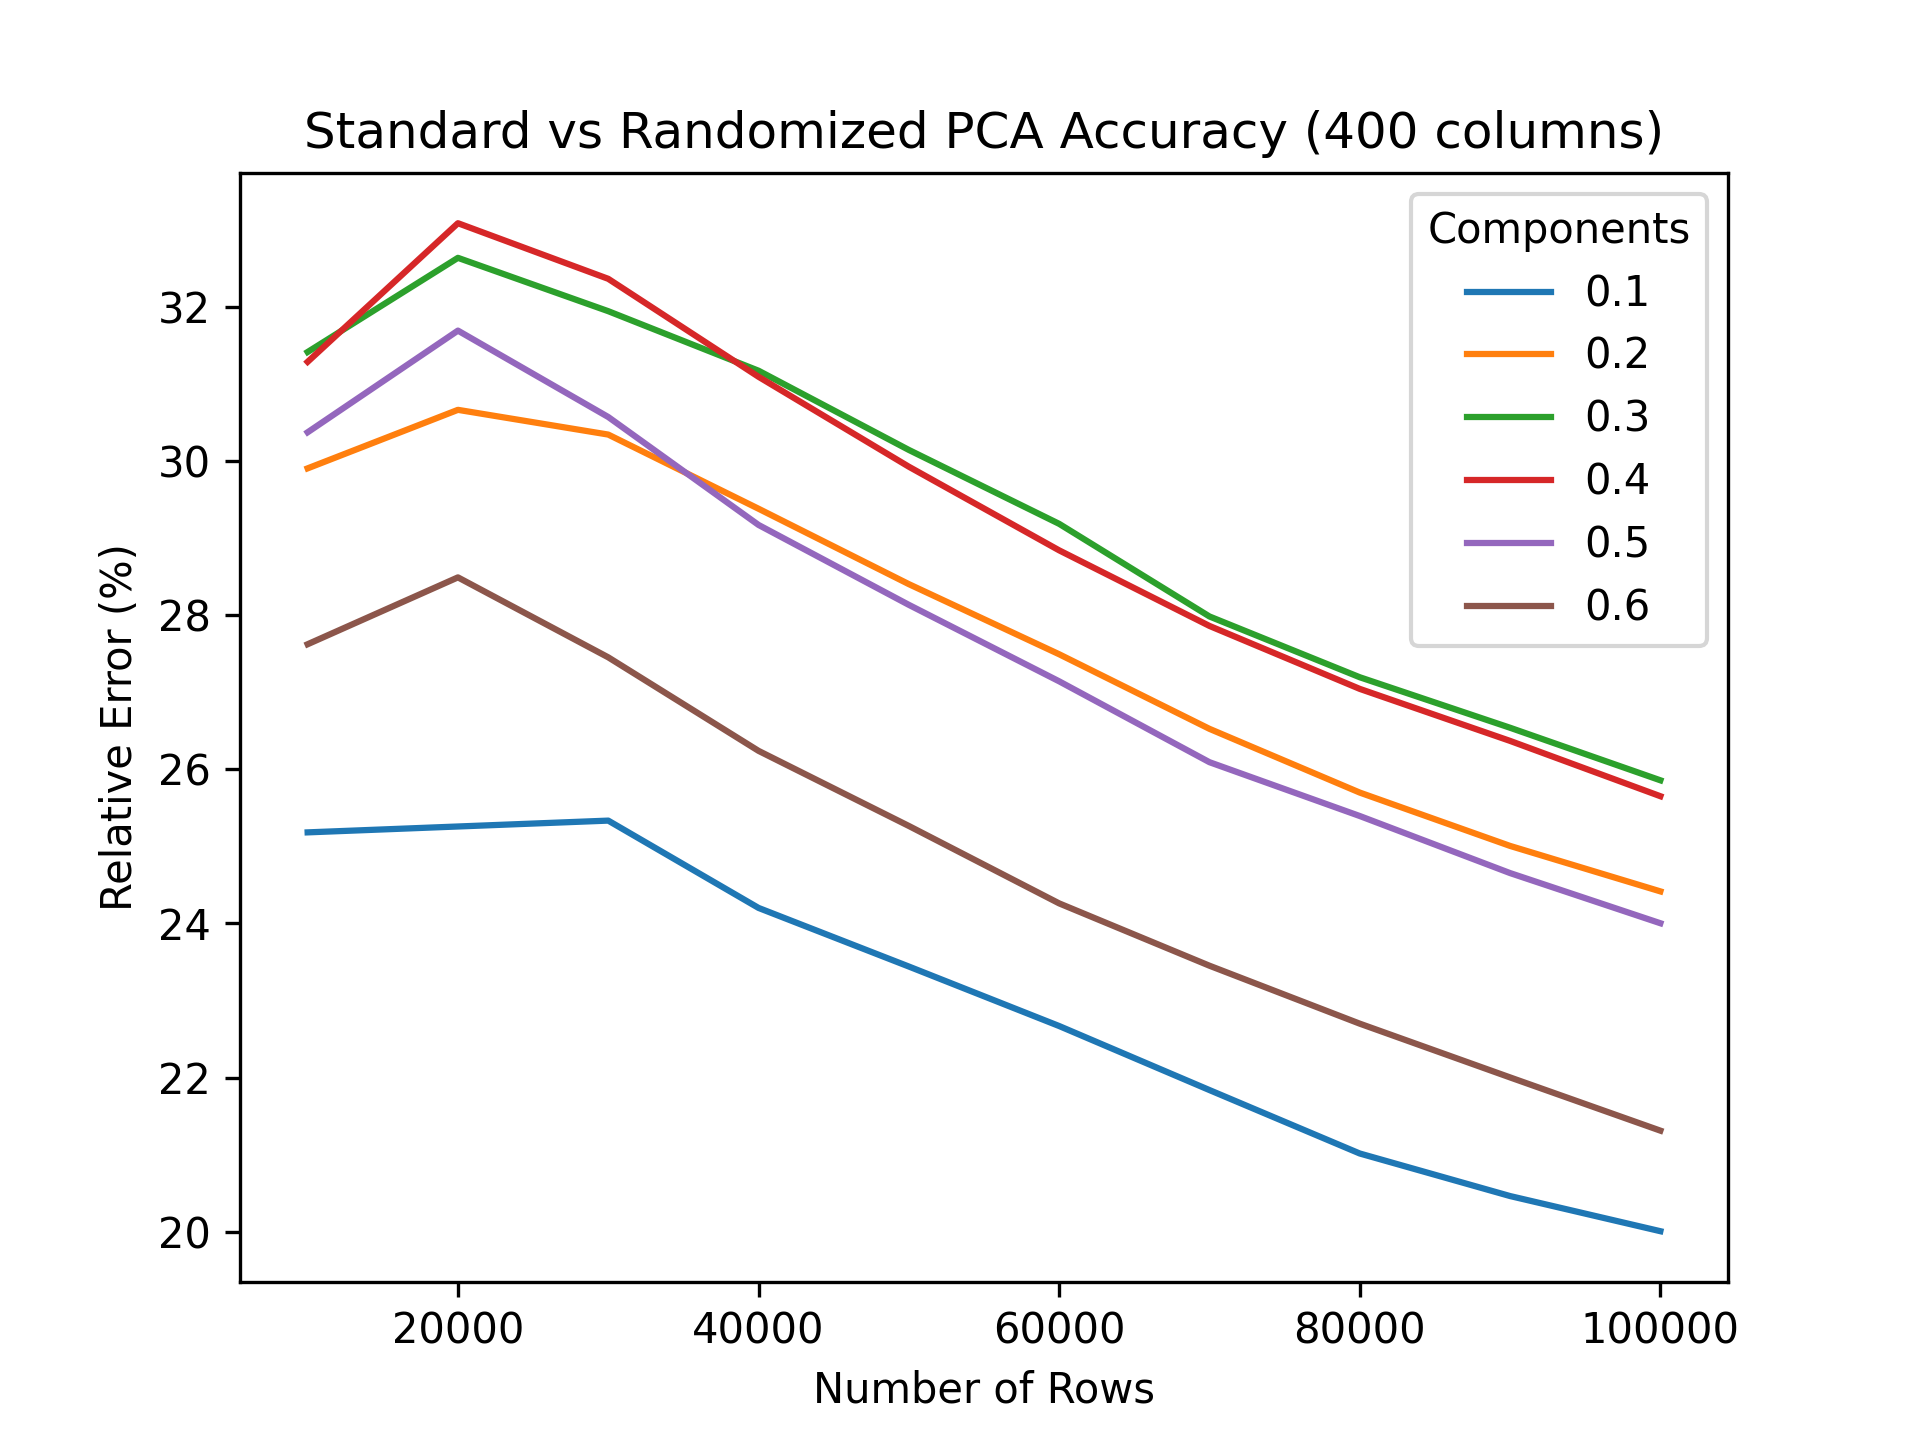 Standard vs Randomized PCA Accuracy (400 columns)
Components
0.1
0.2
0.3
0.4
0.5
0.6
Relative Error (%)
32
30
28
26
24
22
20
20000 40000 60000 80000 100000
Number of Rows